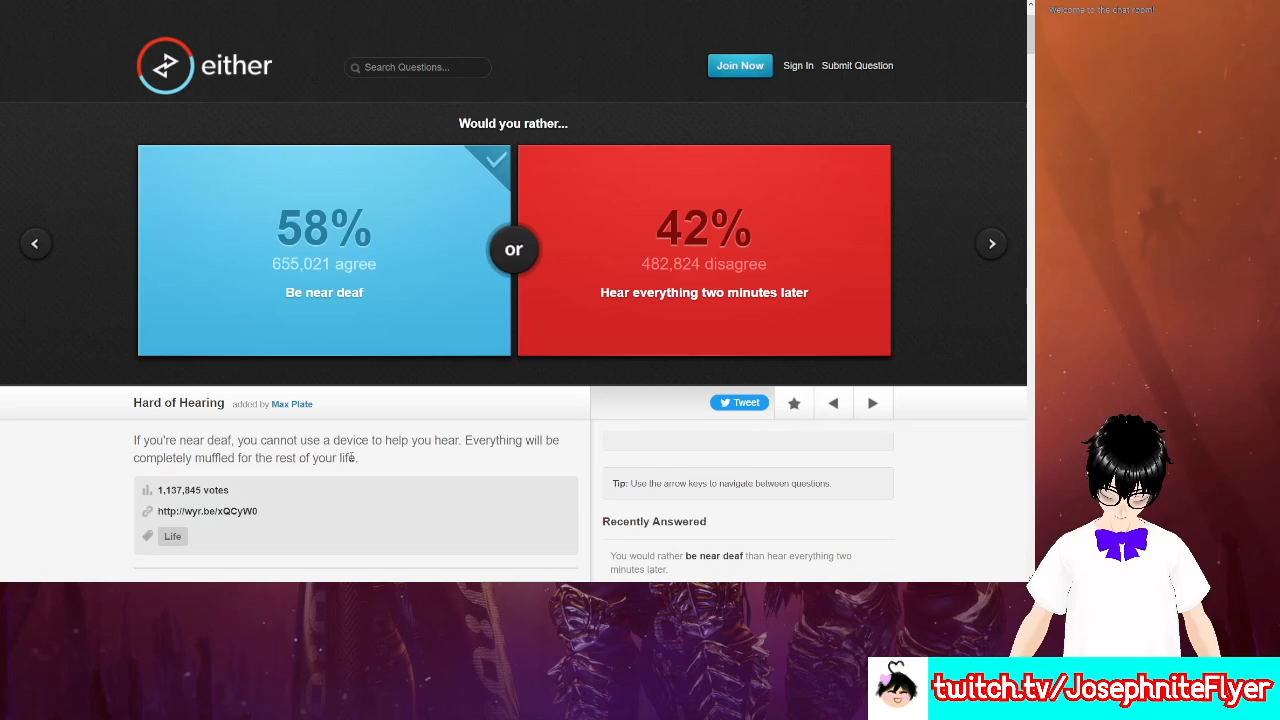 Welcome to the chat room!
either
Search Questions...
Join Now
Sign In
Submit Question
Would you rather...
58%
655,021 agree
Be near deaf
or
42%
482,824 disagree
Hear everything two minutes later
Hard of Hearing added by Max Plate
Tweet
If you're near deaf, you cannot use a device to help you hear. Everything will be
completely muffled for the rest of your life.
1,137,845 votes
http://wyr.be/xQCyW0
Life
Tip: Use the arrow keys to navigate between questions.
Recently Answered
You would rather be near deaf than hear everything two
minutes later.
twitch.tv/JosephniteFlyer